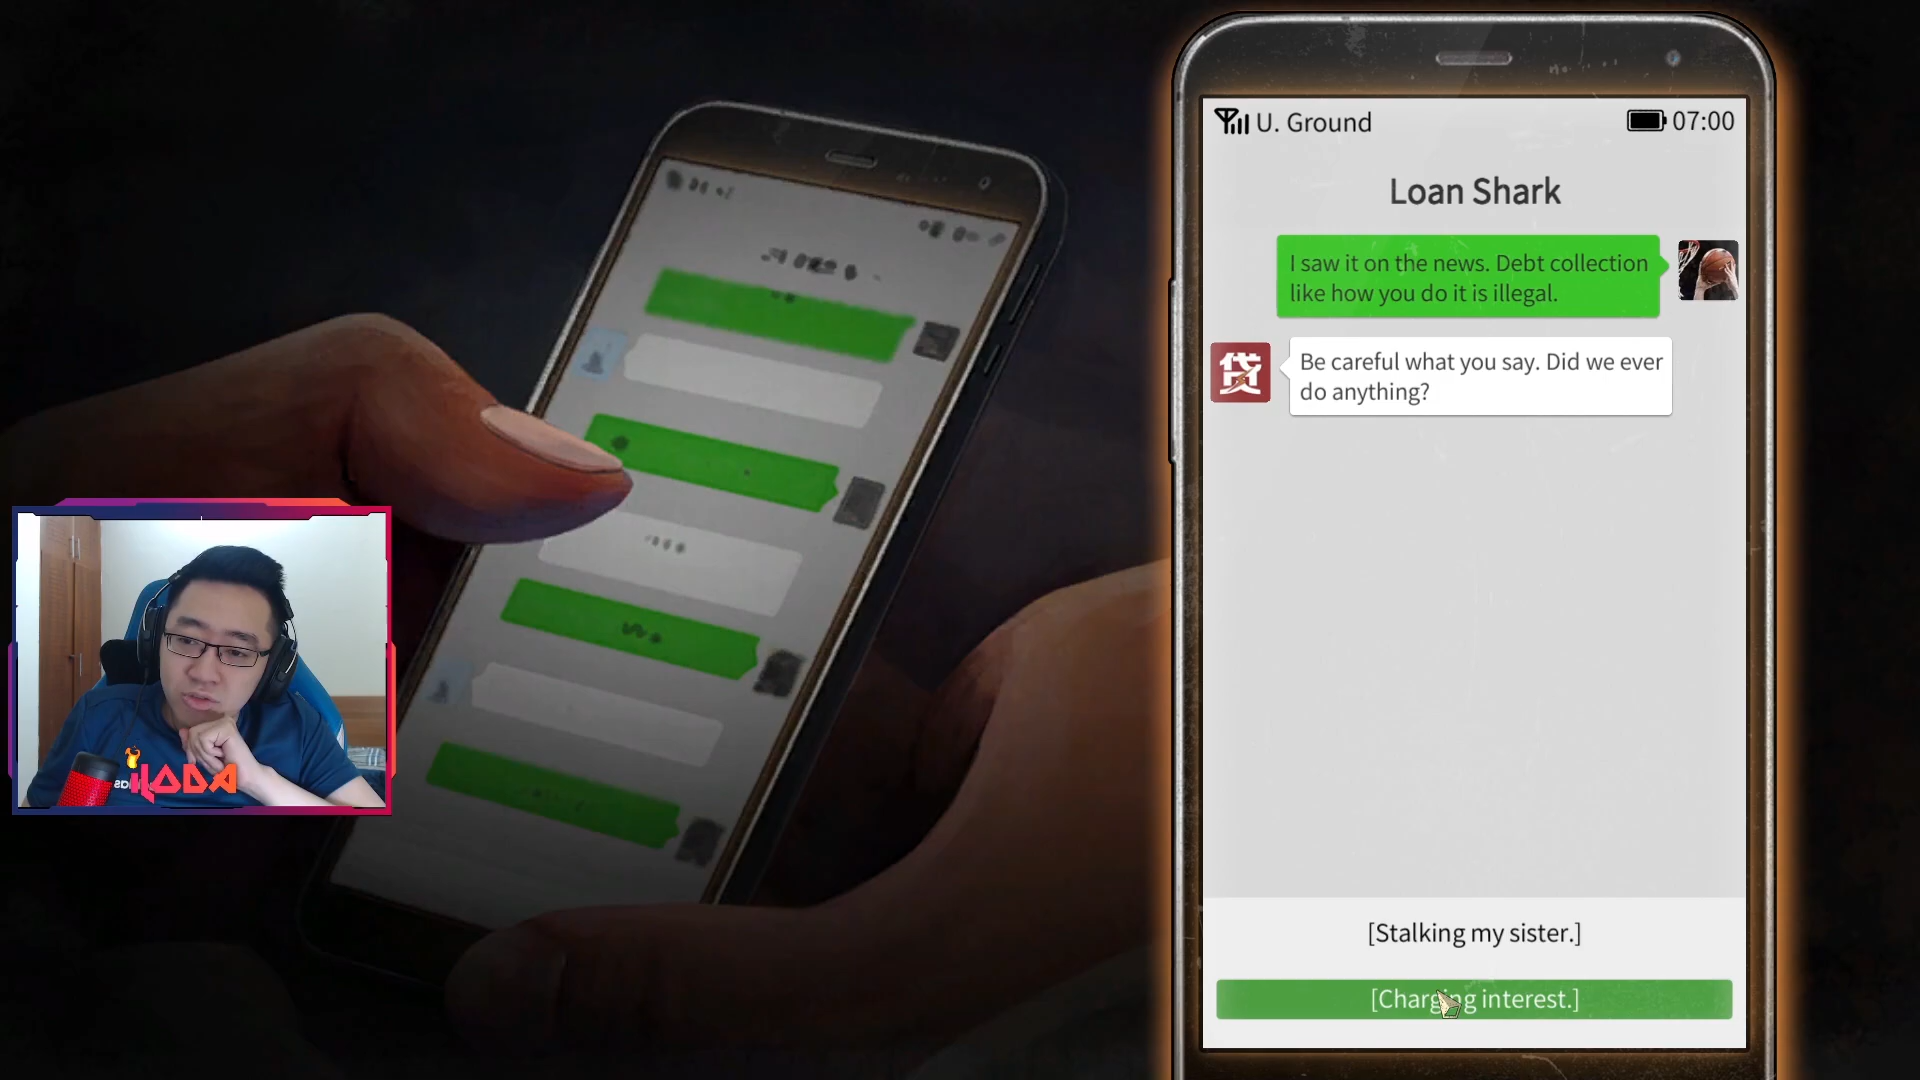 U. Ground
07:00
Loan Shark
I saw it on the news. Debt collection
like how you do it is illegal.
贷
Be careful what you say. Did we ever
do anything?
[Stalking my sister.]
[Charging interest.]